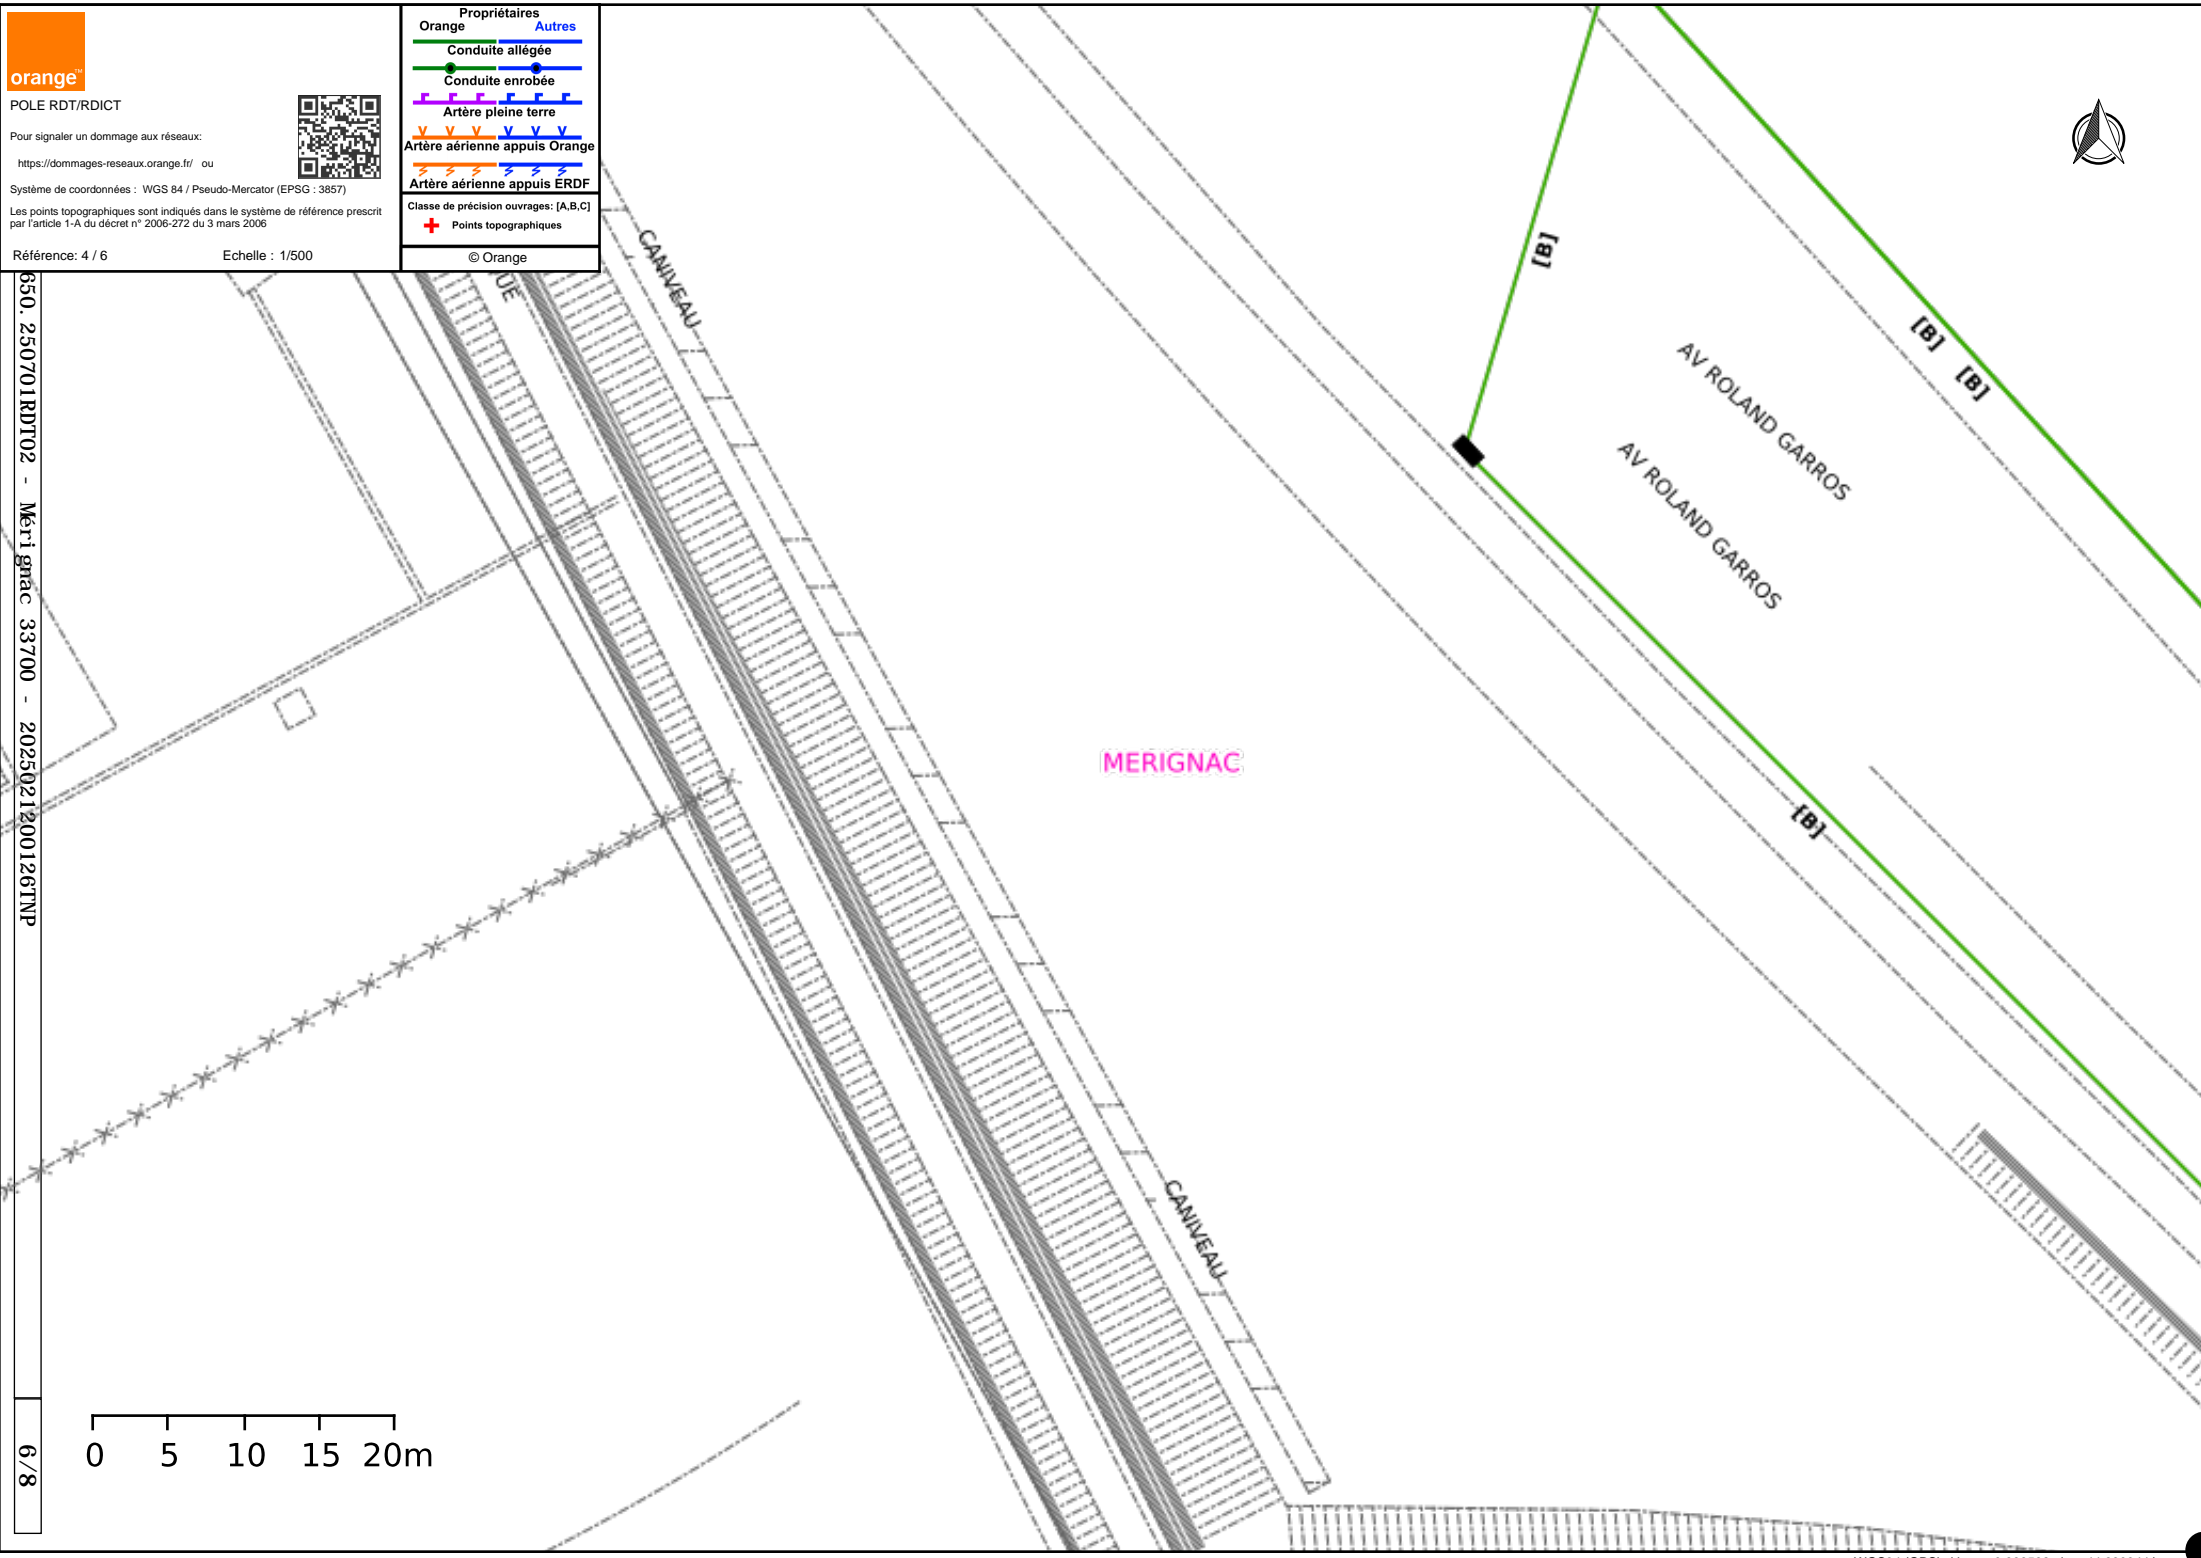 orange™
POLE RDT/RDICT
Pour signaler un dommage aux réseaux:
https://dommages-reseaux.orange.fr/ ou
Système de coordonnées : WGS 84 / Pseudo-Mercator (EPSG : 3857)
Les points topographiques sont indiqués dans le système de référence prescrit
par l'article 1-A du décret n° 2006-272 du 3 mars 2006
Référence: 4 / 6 Echelle : 1/500
Propriétaires
Orange Autres
Conduite allégée
Conduite enrobée
Artère pleine terre
Artère aérienne appuis Orange
Artère aérienne appuis ERDF
Classe de précision ouvrages: [A,B,C]
Points topographiques
© Orange
650. 250701RDT02 - Mérignac 33700 - 2025021200126TNP
6/8
CANIVEAU
[B]
[B]
[B]
AV ROLAND GARROS
AV ROLAND GARROS
MERIGNAC
[B]
CANIVEAU
0 5 10 15 20m